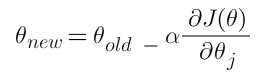 θ_new = θ_old − α ∂J(θ)/∂θ_j